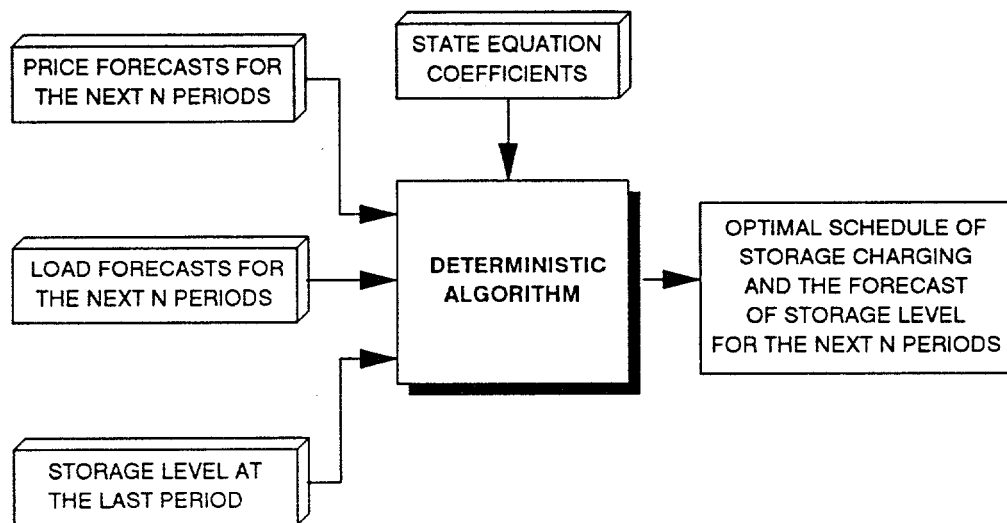 PRICE FORECASTS FOR
THE NEXT N PERIODS
STATE EQUATION
COEFFICIENTS
LOAD FORECASTS FOR
THE NEXT N PERIODS
DETERMINISTIC
ALGORITHM
OPTIMAL SCHEDULE OF
STORAGE CHARGING
AND THE FORECAST
OF STORAGE LEVEL
FOR THE NEXT N PERIODS
STORAGE LEVEL AT
THE LAST PERIOD